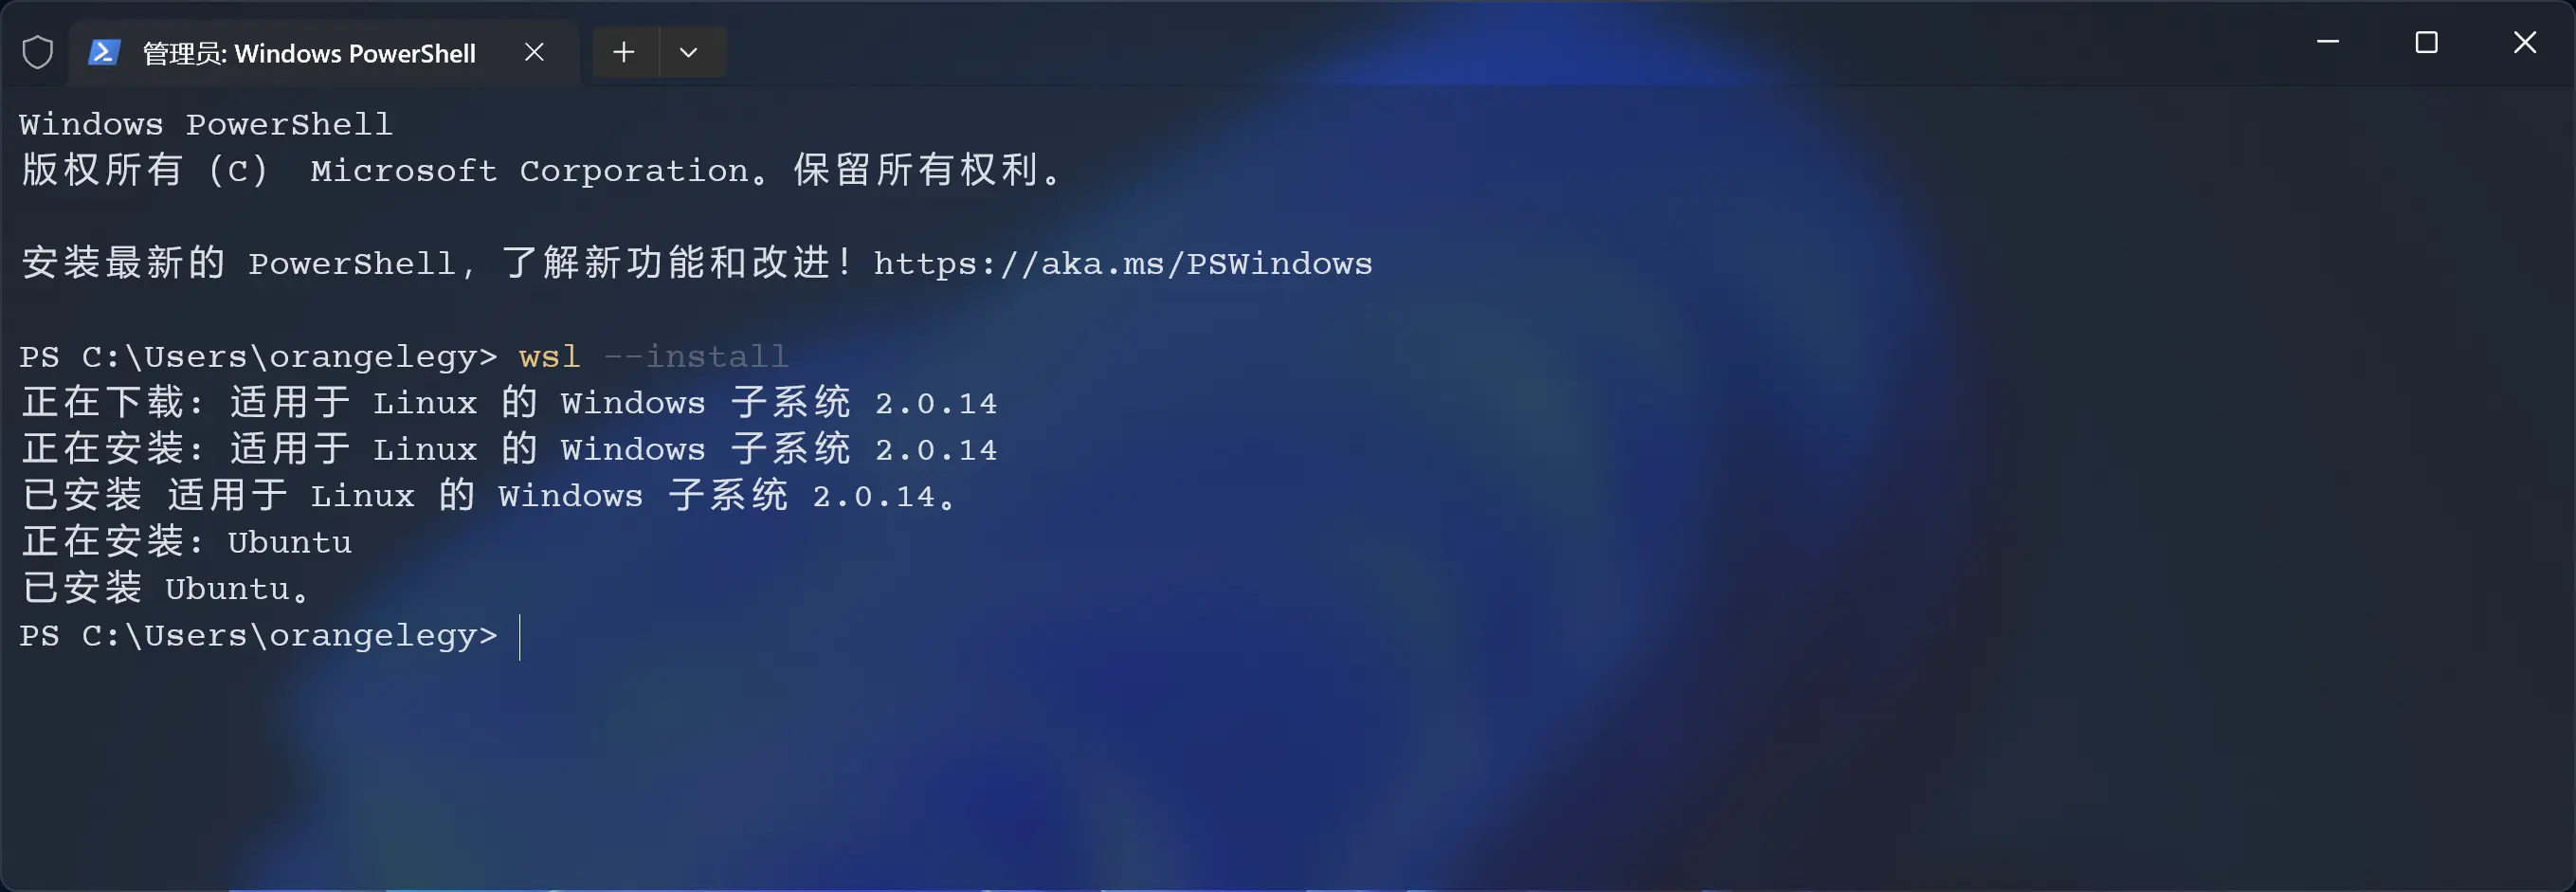 管理员: Windows PowerShell
Windows PowerShell
版权所有 (C) Microsoft Corporation。保留所有权利。
安装最新的 PowerShell，了解新功能和改进！https://aka.ms/PSWindows
PS C:\Users\orangelegy> wsl --install
正在下载: 适用于 Linux 的 Windows 子系统 2.0.14
正在安装: 适用于 Linux 的 Windows 子系统 2.0.14
已安装 适用于 Linux 的 Windows 子系统 2.0.14。
正在安装: Ubuntu
已安装 Ubuntu。
PS C:\Users\orangelegy>